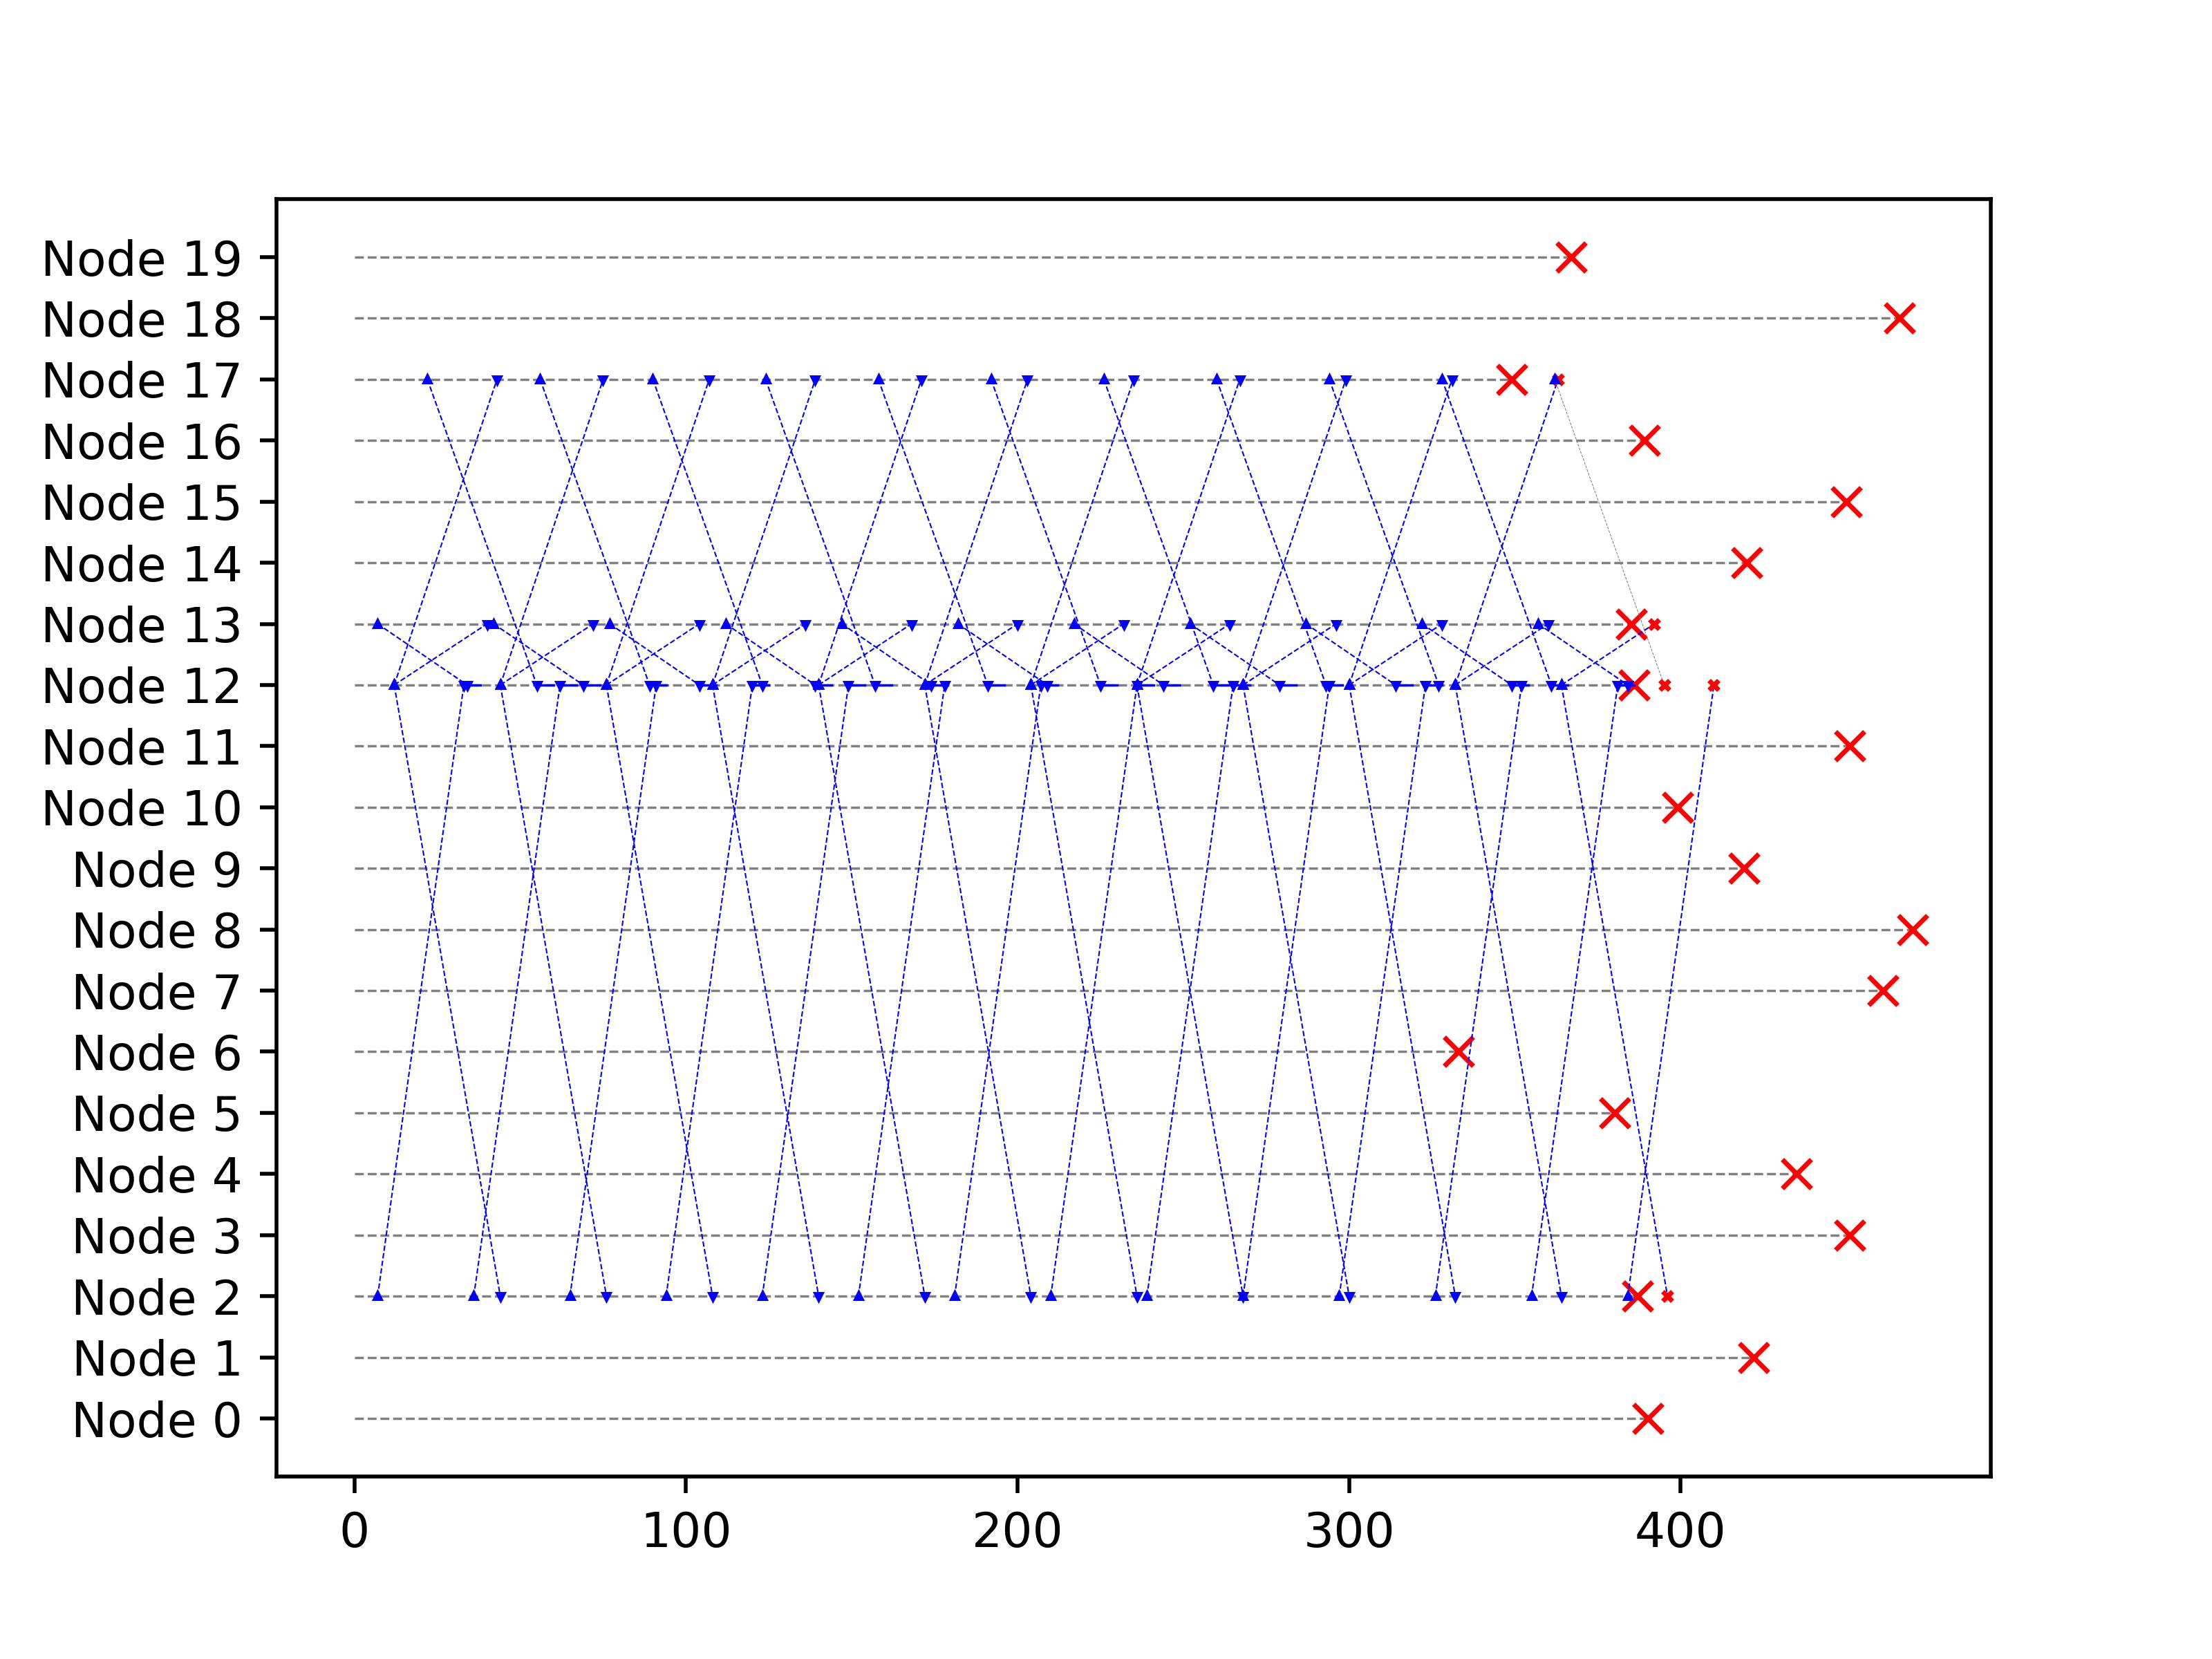 Node 19
Node 18
Node 17
Node 16
Node 15
Node 14
Node 13
Node 12
Node 11
Node 10
Node 9
Node 8
Node 7
Node 6
Node 5
Node 4
Node 3
Node 2
Node 1
Node 0
0 100 200 300 400